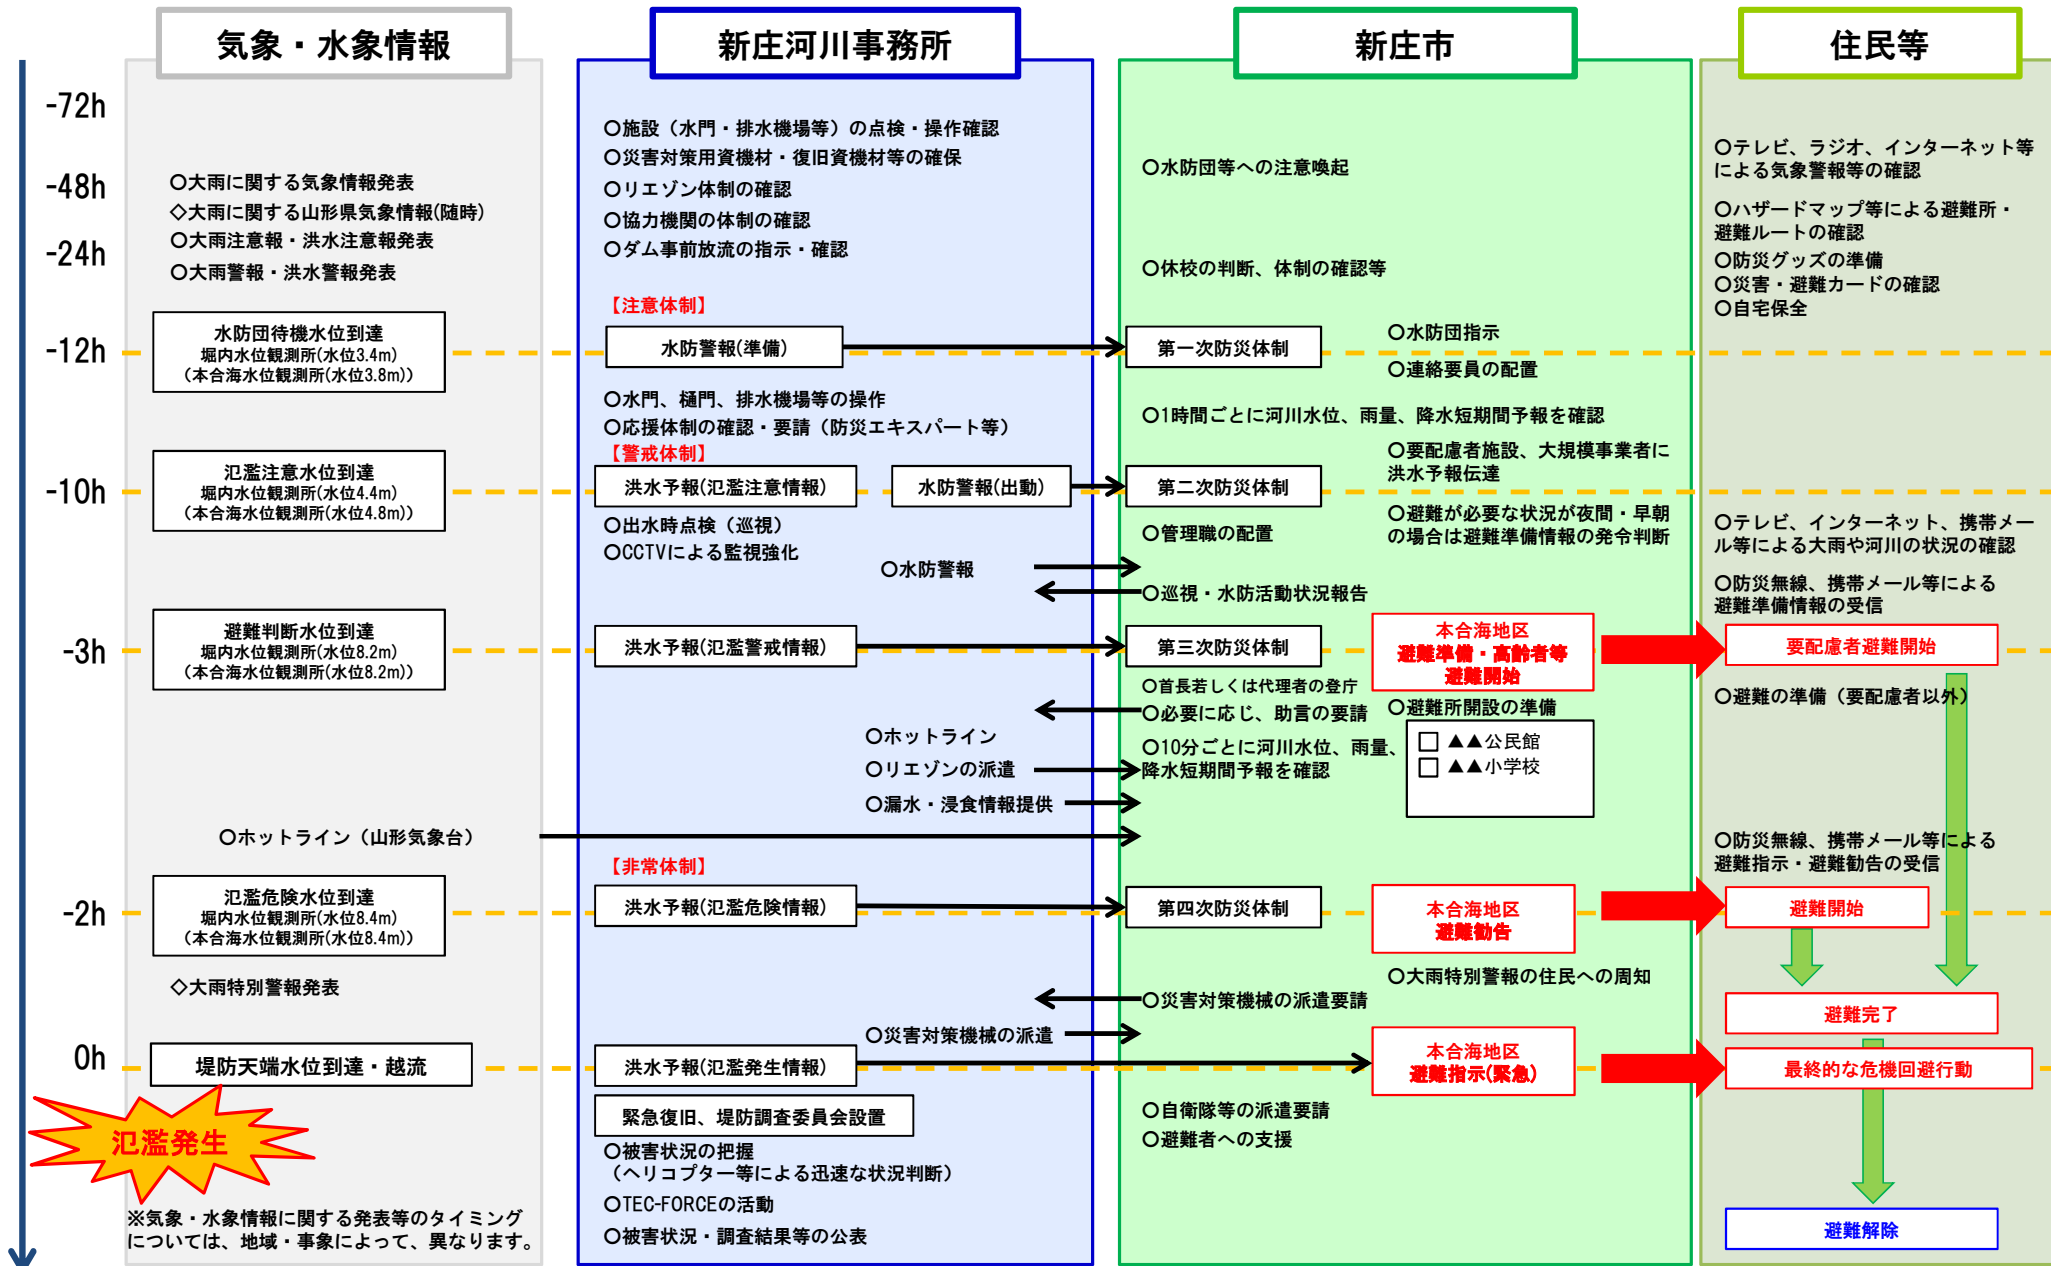 気象・水象情報
新庄河川事務所
新庄市
住民等
-72h
-48h
-24h
-12h
-10h
-3h
-2h
0h
〇大雨に関する気象情報発表
◇大雨に関する山形県気象情報(随時)
〇大雨注意報・洪水注意報発表
〇大雨警報・洪水警報発表
水防団待機水位到達
堀内水位観測所(水位3.4m)
(本合海水位観測所(水位3.8m))
氾濫注意水位到達
堀内水位観測所(水位4.4m)
(本合海水位観測所(水位4.8m))
避難判断水位到達
堀内水位観測所(水位8.2m)
(本合海水位観測所(水位8.2m))
〇ホットライン（山形気象台）
氾濫危険水位到達
堀内水位観測所(水位8.4m)
(本合海水位観測所(水位8.4m))
◇大雨特別警報発表
堤防天端水位到達・越流
氾濫発生
※気象・水象情報に関する発表等のタイミング
については、地域・事象によって、異なります。
〇施設（水門・排水機場等）の点検・操作確認
〇災害対策用資機材・復旧資機材等の確保
〇リエゾン体制の確認
〇協力機関の体制の確認
〇ダム事前放流の指示・確認
【注意体制】
水防警報(準備)
〇水門、樋門、排水機場等の操作
〇応援体制の確認・要請（防災エキスパート等）
【警戒体制】
洪水予報(氾濫注意情報)
水防警報(出動)
〇出水時点検（巡視）
〇CCTVによる監視強化
〇水防警報
洪水予報(氾濫警戒情報)
〇ホットライン
〇リエゾンの派遣
〇漏水・浸食情報提供
【非常体制】
洪水予報(氾濫危険情報)
〇災害対策機械の派遣
洪水予報(氾濫発生情報)
緊急復旧、堤防調査委員会設置
〇被害状況の把握
（ヘリコプター等による迅速な状況判断）
〇TEC-FORCEの活動
〇被害状況・調査結果等の公表
〇水防団等への注意喚起
〇休校の判断、体制の確認等
第一次防災体制
〇水防団指示
〇連絡要員の配置
〇1時間ごとに河川水位、雨量、降水短期間予報を確認
〇要配慮者施設、大規模事業者に
洪水予報伝達
第二次防災体制
〇管理職の配置
〇避難が必要な状況が夜間・早朝
の場合は避難準備情報の発令判断
〇巡視・水防活動状況報告
第三次防災体制
本合海地区
避難準備・高齢者等
避難開始
〇首長若しくは代理者の登庁
〇必要に応じ、助言の要請
〇避難所開設の準備
〇10分ごとに河川水位、雨量、
降水短期間予報を確認
□ ▲▲公民館
□ ▲▲小学校
第四次防災体制
本合海地区
避難勧告
〇大雨特別警報の住民への周知
〇災害対策機械の派遣要請
本合海地区
避難指示(緊急)
〇自衛隊等の派遣要請
〇避難者への支援
〇テレビ、ラジオ、インターネット等
による気象警報等の確認
〇ハザードマップ等による避難所・
避難ルートの確認
〇防災グッズの準備
〇災害・避難カードの確認
〇自宅保全
〇テレビ、インターネット、携帯メー
ル等による大雨や河川の状況の確認
〇防災無線、携帯メール等による
避難準備情報の受信
要配慮者避難開始
〇避難の準備（要配慮者以外）
〇防災無線、携帯メール等による
避難指示・避難勧告の受信
避難開始
避難完了
最終的な危機回避行動
避難解除